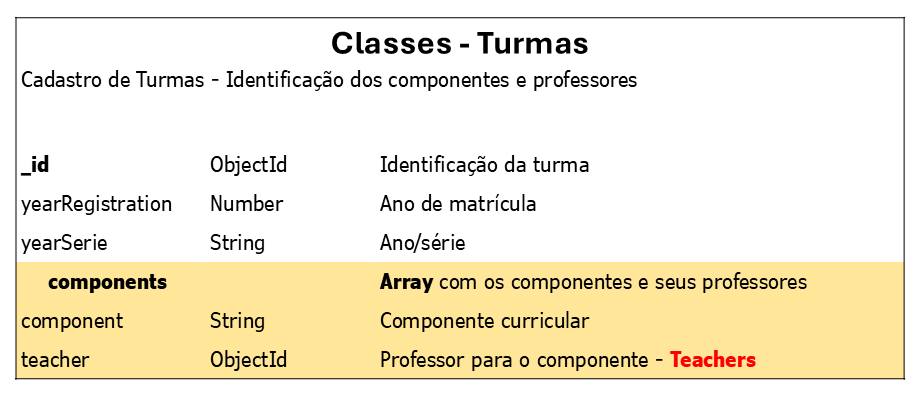 Classes - Turmas
Cadastro de Turmas - Identificação dos componentes e professores
_id ObjectId Identificação da turma
yearRegistration Number Ano de matrícula
yearSerie String Ano/série
components Array com os componentes e seus professores
component String Componente curricular
teacher ObjectId Professor para o componente - Teachers